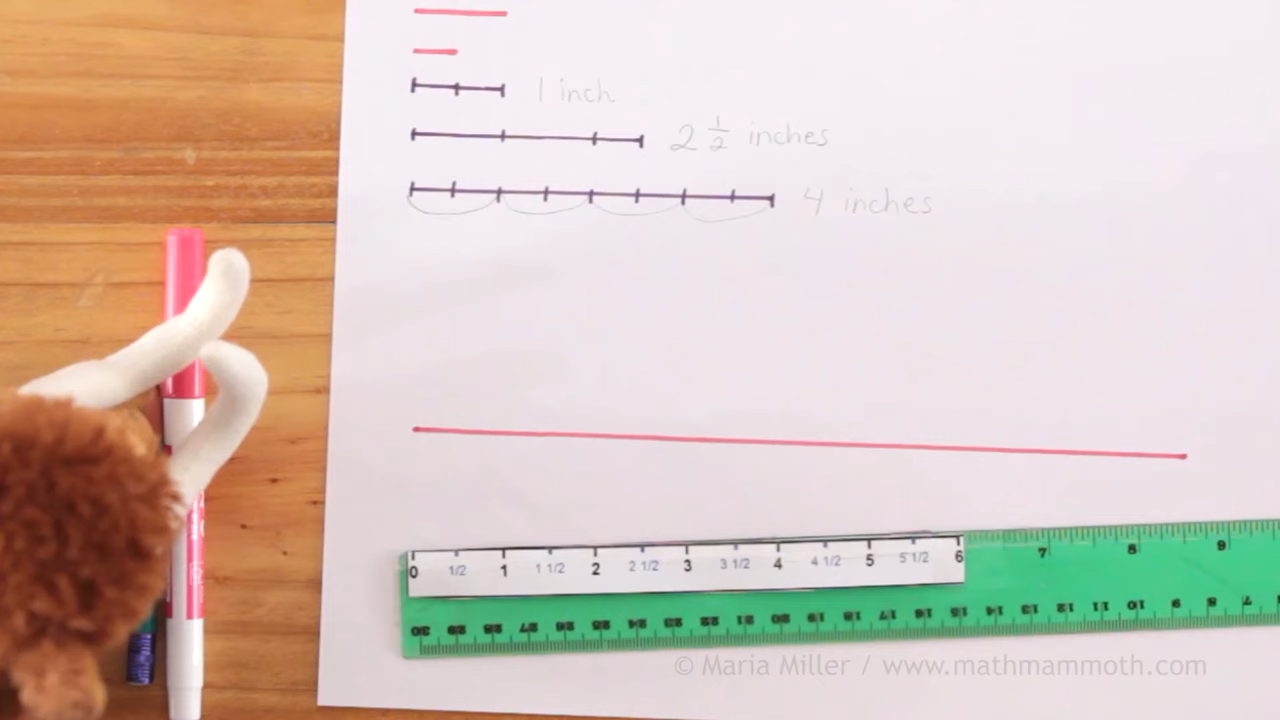 1 inch
2 1/2 inches
4 inches
0 1/2 1 1 1/2 2 2 1/2 3 3 1/2 4 4 1/2 5 5 1/2 6 7 8 9
30 29 28 27 26 25 24 23 22 21 20 19 18 17 16 15 14 13 12 11 10 9 8 7
© Maria Miller / www.mathmammoth.com